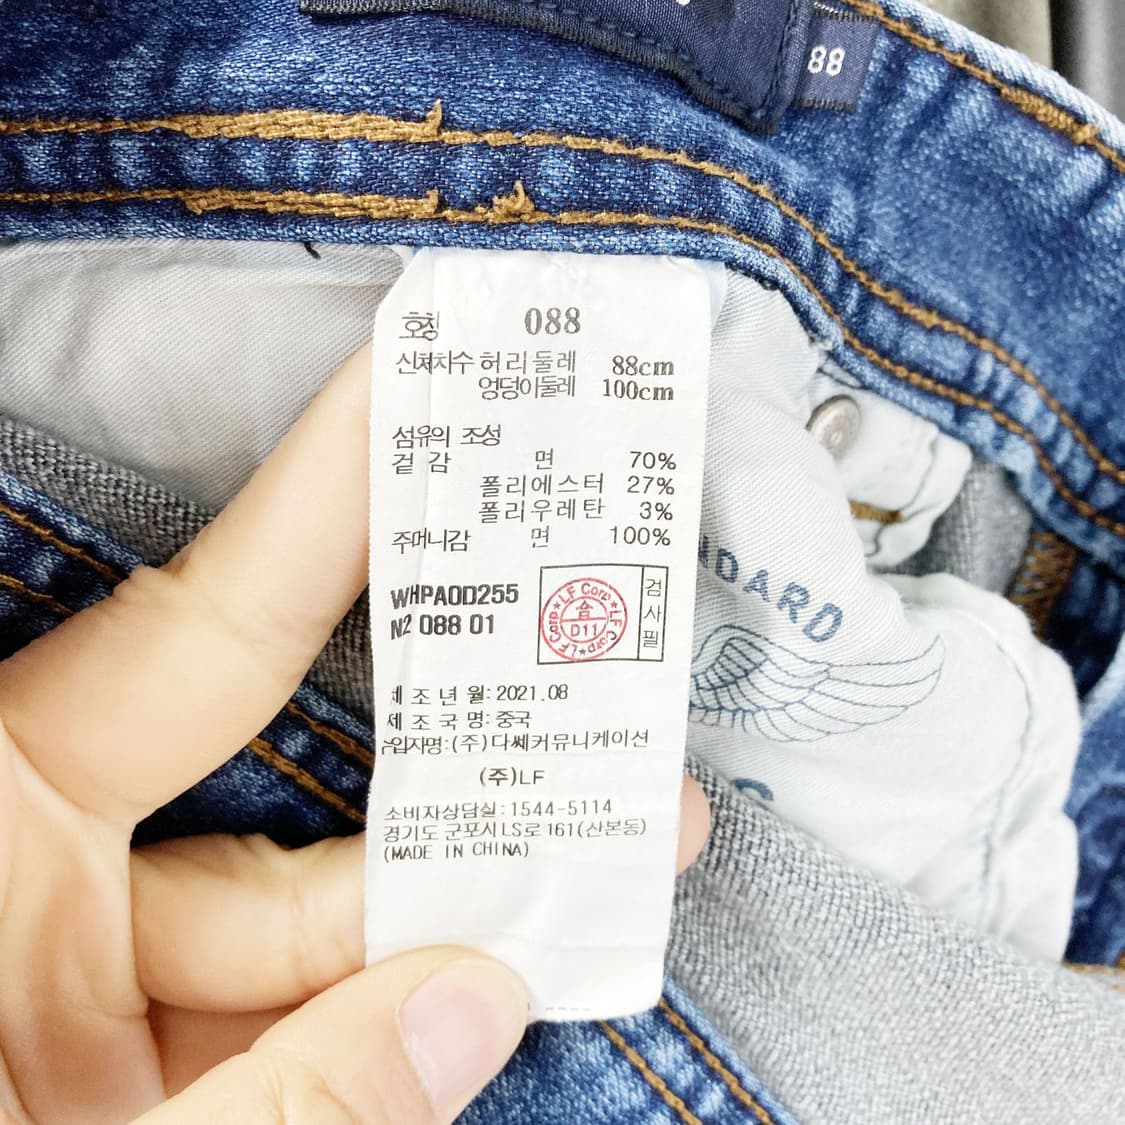 88
호칭 088
신체치수 허리둘레 88cm
엉덩이둘레 100cm
섬유의 조성
겉감 면 70%
폴리에스터 27%
폴리우레탄 3%
주머니감 면 100%
WHPA0D255
N2 088 01
LF Corp★LF Corp★LF Corp★
合
D11
검사필
제조년월: 2021.08
제조국명: 중국
수입자명: (주)다쎄커뮤니케이션
(주)LF
소비자상담실: 1544-5114
경기도 군포시 LS로 161(산본동)
(MADE IN CHINA)
NDARD